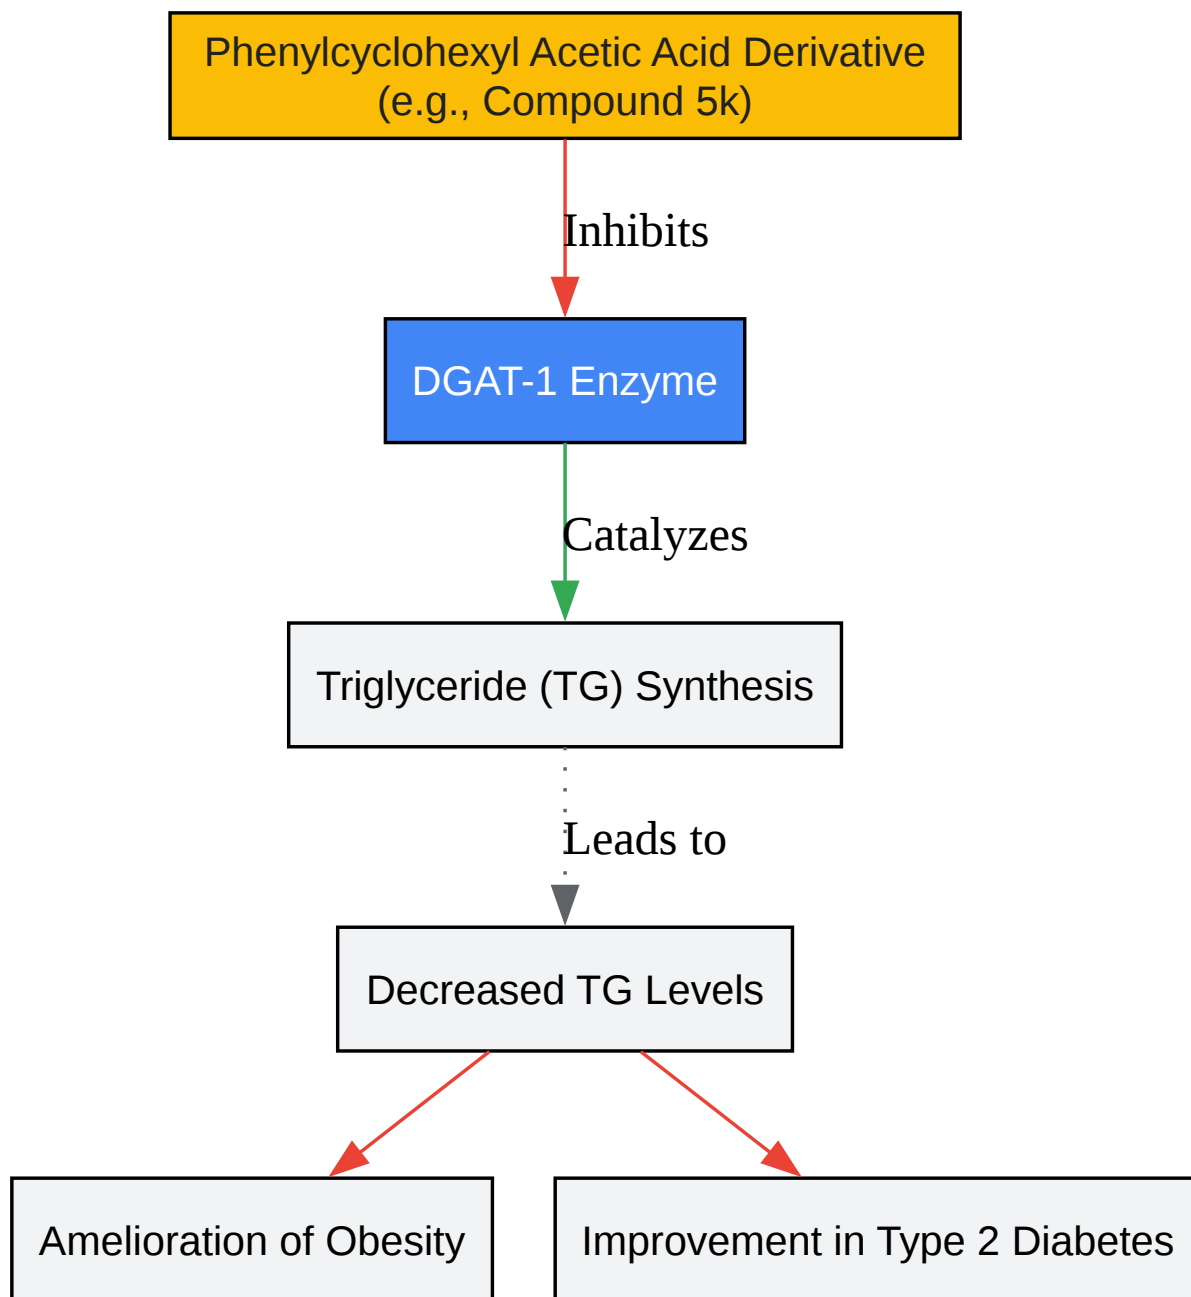 Phenylcyclohexyl Acetic Acid Derivative
(e.g., Compound 5k)
Inhibits
DGAT-1 Enzyme
Catalyzes
Triglyceride (TG) Synthesis
Leads to
Decreased TG Levels
Amelioration of Obesity
Improvement in Type 2 Diabetes